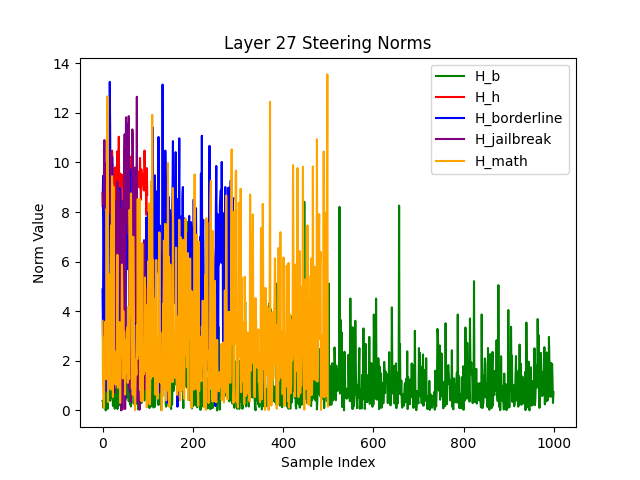 Layer 27 Steering Norms
14
12
10
8
6
4
2
0
Norm Value
H_b
H_h
H_borderline
H_jailbreak
H_math
0 200 400 600 800 1000
Sample Index